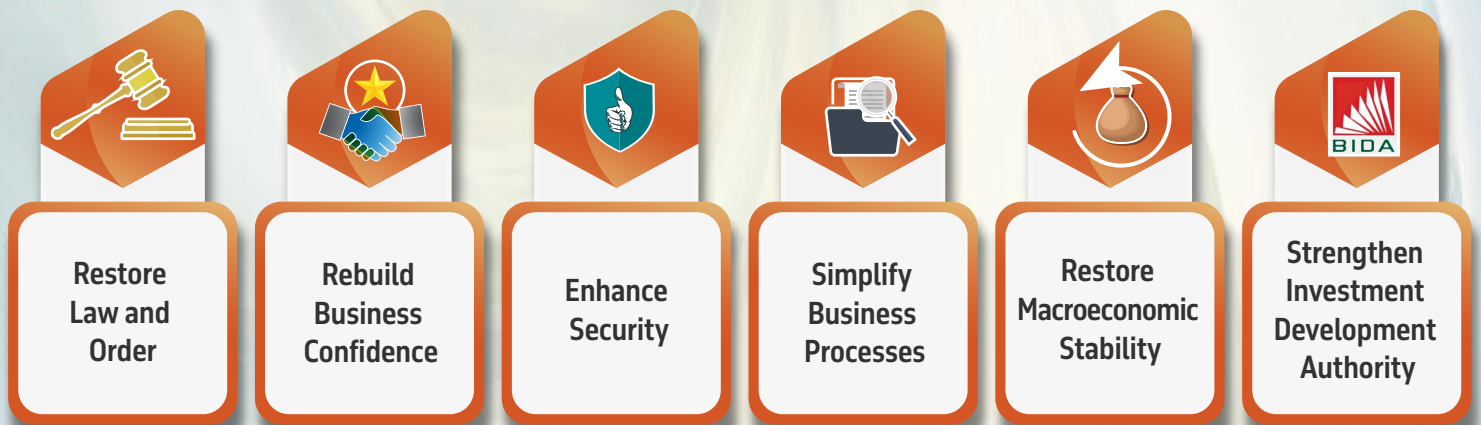 BIDA
Restore
Law and
Order
Rebuild
Business
Confidence
Enhance
Security
Simplify
Business
Processes
Restore
Macroeconomic
Stability
Strengthen
Investment
Development
Authority